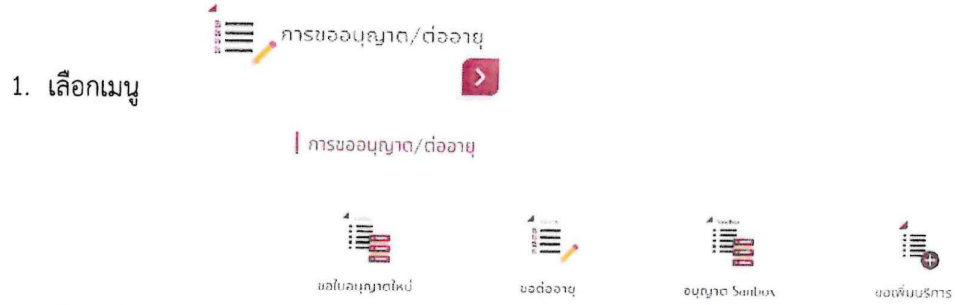 การขออนุญาต/ต่ออายุ
1. เลือกเมนู
การขออนุญาต/ต่ออายุ
ขอใบอนุญาตใหม่
ขอต่ออายุ
อนุญาต Sanbox
ขอเพิ่มบริการ